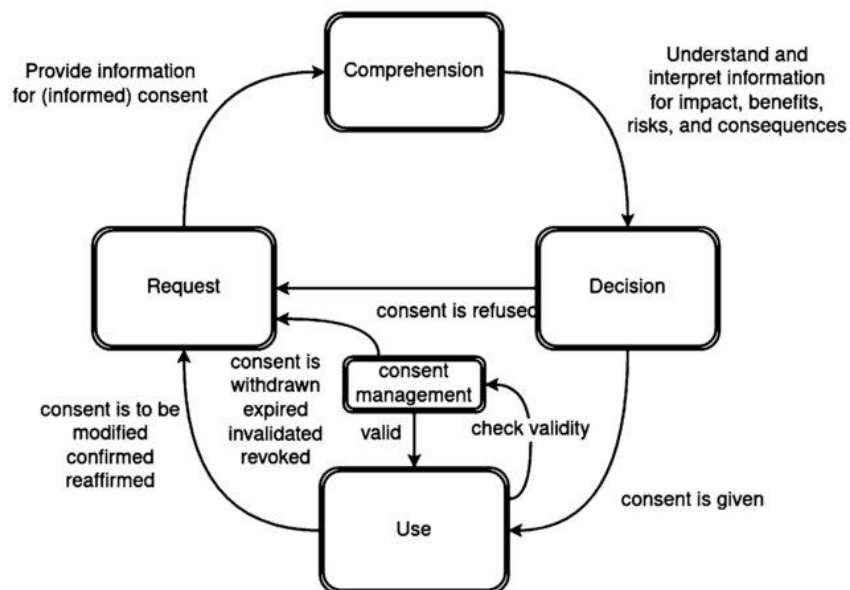 Comprehension
Provide information
for (informed) consent
Understand and
interpret information
for impact, benefits,
risks, and consequences
Request
Decision
consent is refused
consent is
withdrawn
expired
invalidated
revoked
consent
management
consent is to be
modified
confirmed
reaffirmed
valid
check validity
consent is given
Use